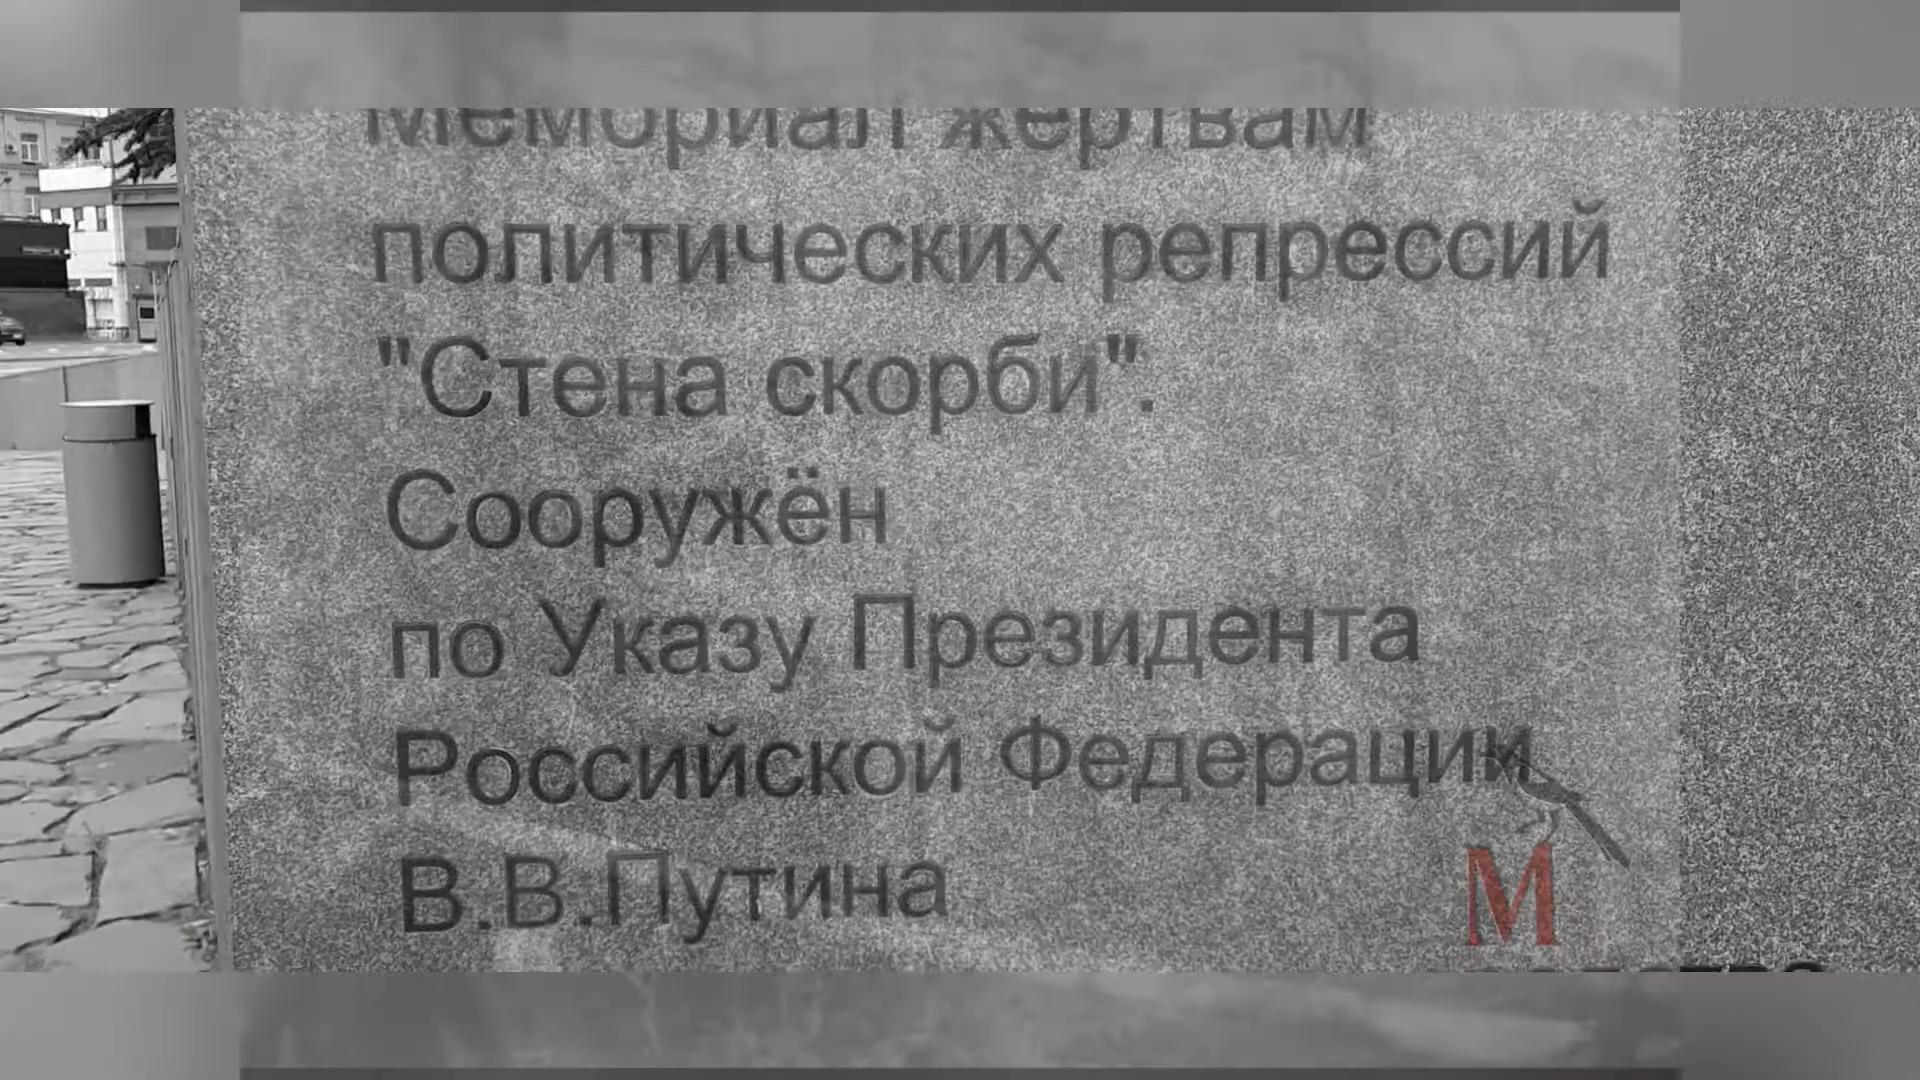 Мемориал жертвам
политических репрессий
"Стена скорби".
Сооружён
по Указу Президента
Российской Федерации
В.В.Путина
М